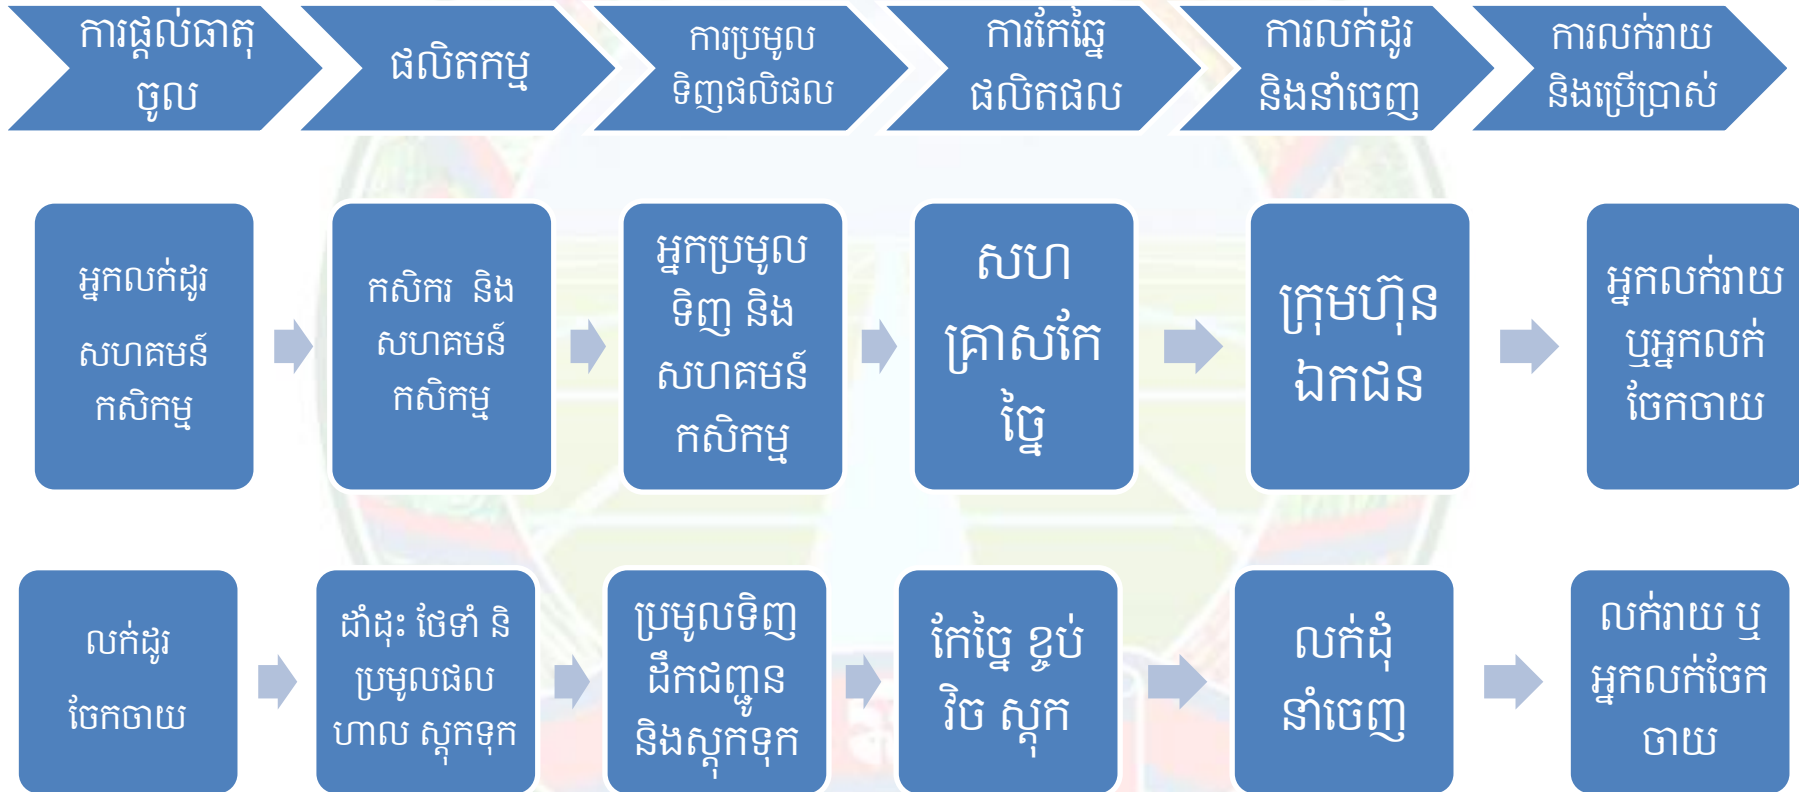 ការផ្តល់ធាតុ
ចូល
ផលិតកម្ម
ការប្រមូល
ទិញផលិផល
ការកែឆ្នៃ
ផលិតផល
ការលក់ដូរ
និងនាំចេញ
ការលក់រាយ
និងប្រើប្រាស់
អ្នកលក់ដូរ
សហគមន៍
កសិកម្ម
កសិករ និង
សហគមន៍
កសិកម្ម
អ្នកប្រមូល
ទិញ និង
សហគមន៍
កសិកម្ម
សហ
គ្រាសកែ
ច្នៃ
ក្រុមហ៊ុន
ឯកជន
អ្នកលក់រាយ
ឬអ្នកលក់
ចែកចាយ
លក់ដូរ
ចែកចាយ
ដាំដុះ ថែទាំ និ
ប្រមូលផល
ហាល ស្តុកទុក
ប្រមូលទិញ
ដឹកជញ្ជូន
និងស្តុកទុក
កែច្នៃ ខ្ចប់
វិច ស្តុក
លក់ដុំ
នាំចេញ
លក់រាយ ឬ
អ្នកលក់ចែក
ចាយ